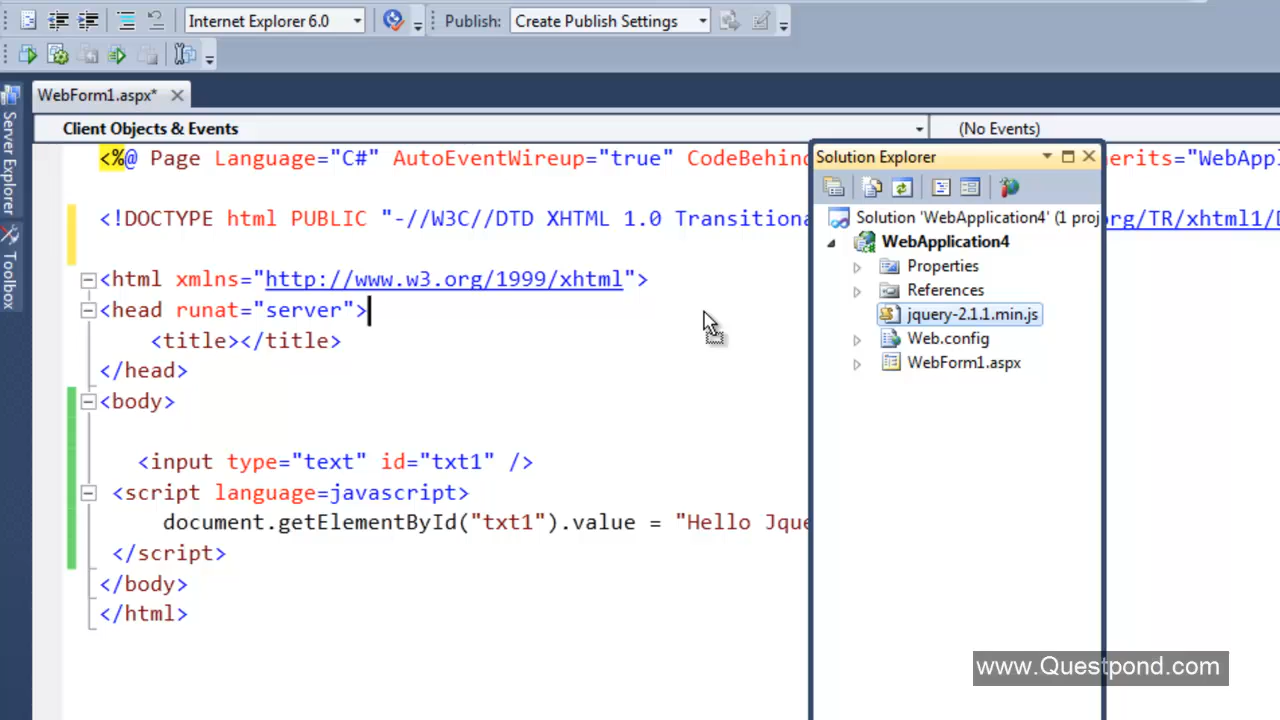 Internet Explorer 6.0 Publish: Create Publish Settings
WebForm1.aspx*
Server Explorer
Toolbox
Client Objects & Events (No Events)
<%@ Page Language="C#" AutoEventWireup="true" CodeBehin herits="WebAppl
<!DOCTYPE html PUBLIC "-//W3C//DTD XHTML 1.0 Transitiona org/TR/xhtml1/
<html xmlns="http://www.w3.org/1999/xhtml">
<head runat="server">
<title></title>
</head>
<body>
<input type="text" id="txt1" />
<script language=javascript>
document.getElementById("txt1").value = "Hello Jque
</script>
</body>
</html>
Solution Explorer
Solution 'WebApplication4' (1 proj
WebApplication4
Properties
References
jquery-2.1.1.min.js
Web.config
WebForm1.aspx
www.Questpond.com